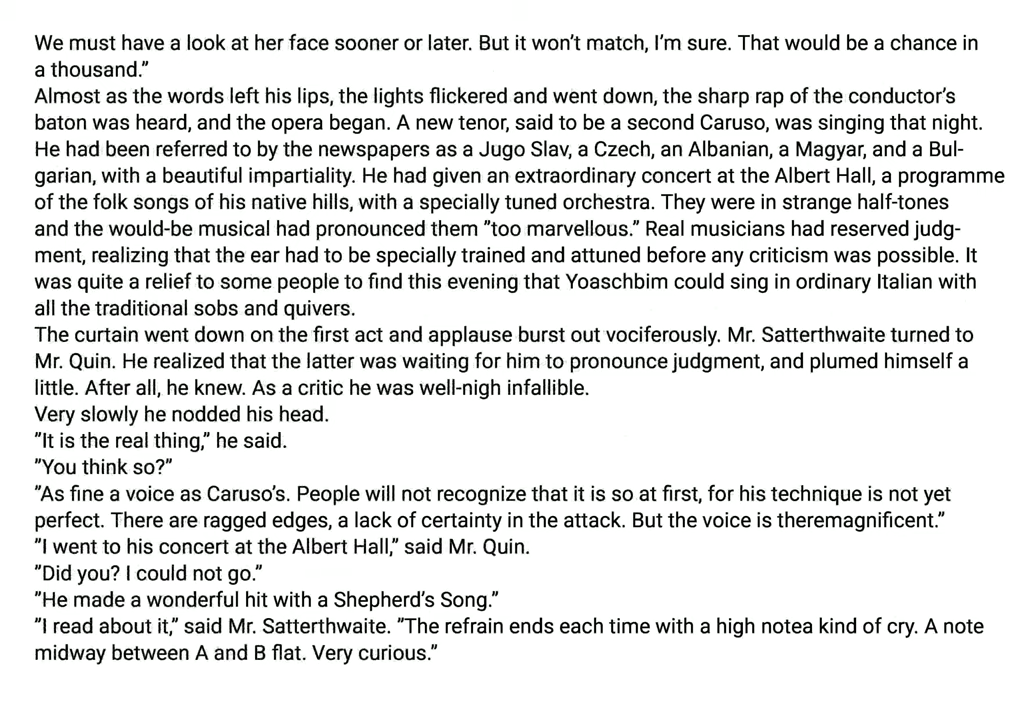 We must have a look at her face sooner or later. But it won't match, I'm sure. That would be a chance in
a thousand."
Almost as the words left his lips, the lights flickered and went down, the sharp rap of the conductor's
baton was heard, and the opera began. A new tenor, said to be a second Caruso, was singing that night.
He had been referred to by the newspapers as a Jugo Slav, a Czech, an Albanian, a Magyar, and a Bul-
garian, with a beautiful impartiality. He had given an extraordinary concert at the Albert Hall, a programme
of the folk songs of his native hills, with a specially tuned orchestra. They were in strange half-tones
and the would-be musical had pronounced them "too marvellous." Real musicians had reserved judg-
ment, realizing that the ear had to be specially trained and attuned before any criticism was possible. It
was quite a relief to some people to find this evening that Yoaschbim could sing in ordinary Italian with
all the traditional sobs and quivers.
The curtain went down on the first act and applause burst out vociferously. Mr. Satterthwaite turned to
Mr. Quin. He realized that the latter was waiting for him to pronounce judgment, and plumed himself a
little. After all, he knew. As a critic he was well-nigh infallible.
Very slowly he nodded his head.
"It is the real thing," he said.
"You think so?"
"As fine a voice as Caruso's. People will not recognize that it is so at first, for his technique is not yet
perfect. There are ragged edges, a lack of certainty in the attack. But the voice is theremagnificent."
"I went to his concert at the Albert Hall," said Mr. Quin.
"Did you? I could not go."
"He made a wonderful hit with a Shepherd's Song."
"I read about it," said Mr. Satterthwaite. "The refrain ends each time with a high notea kind of cry. A note
midway between A and B flat. Very curious."